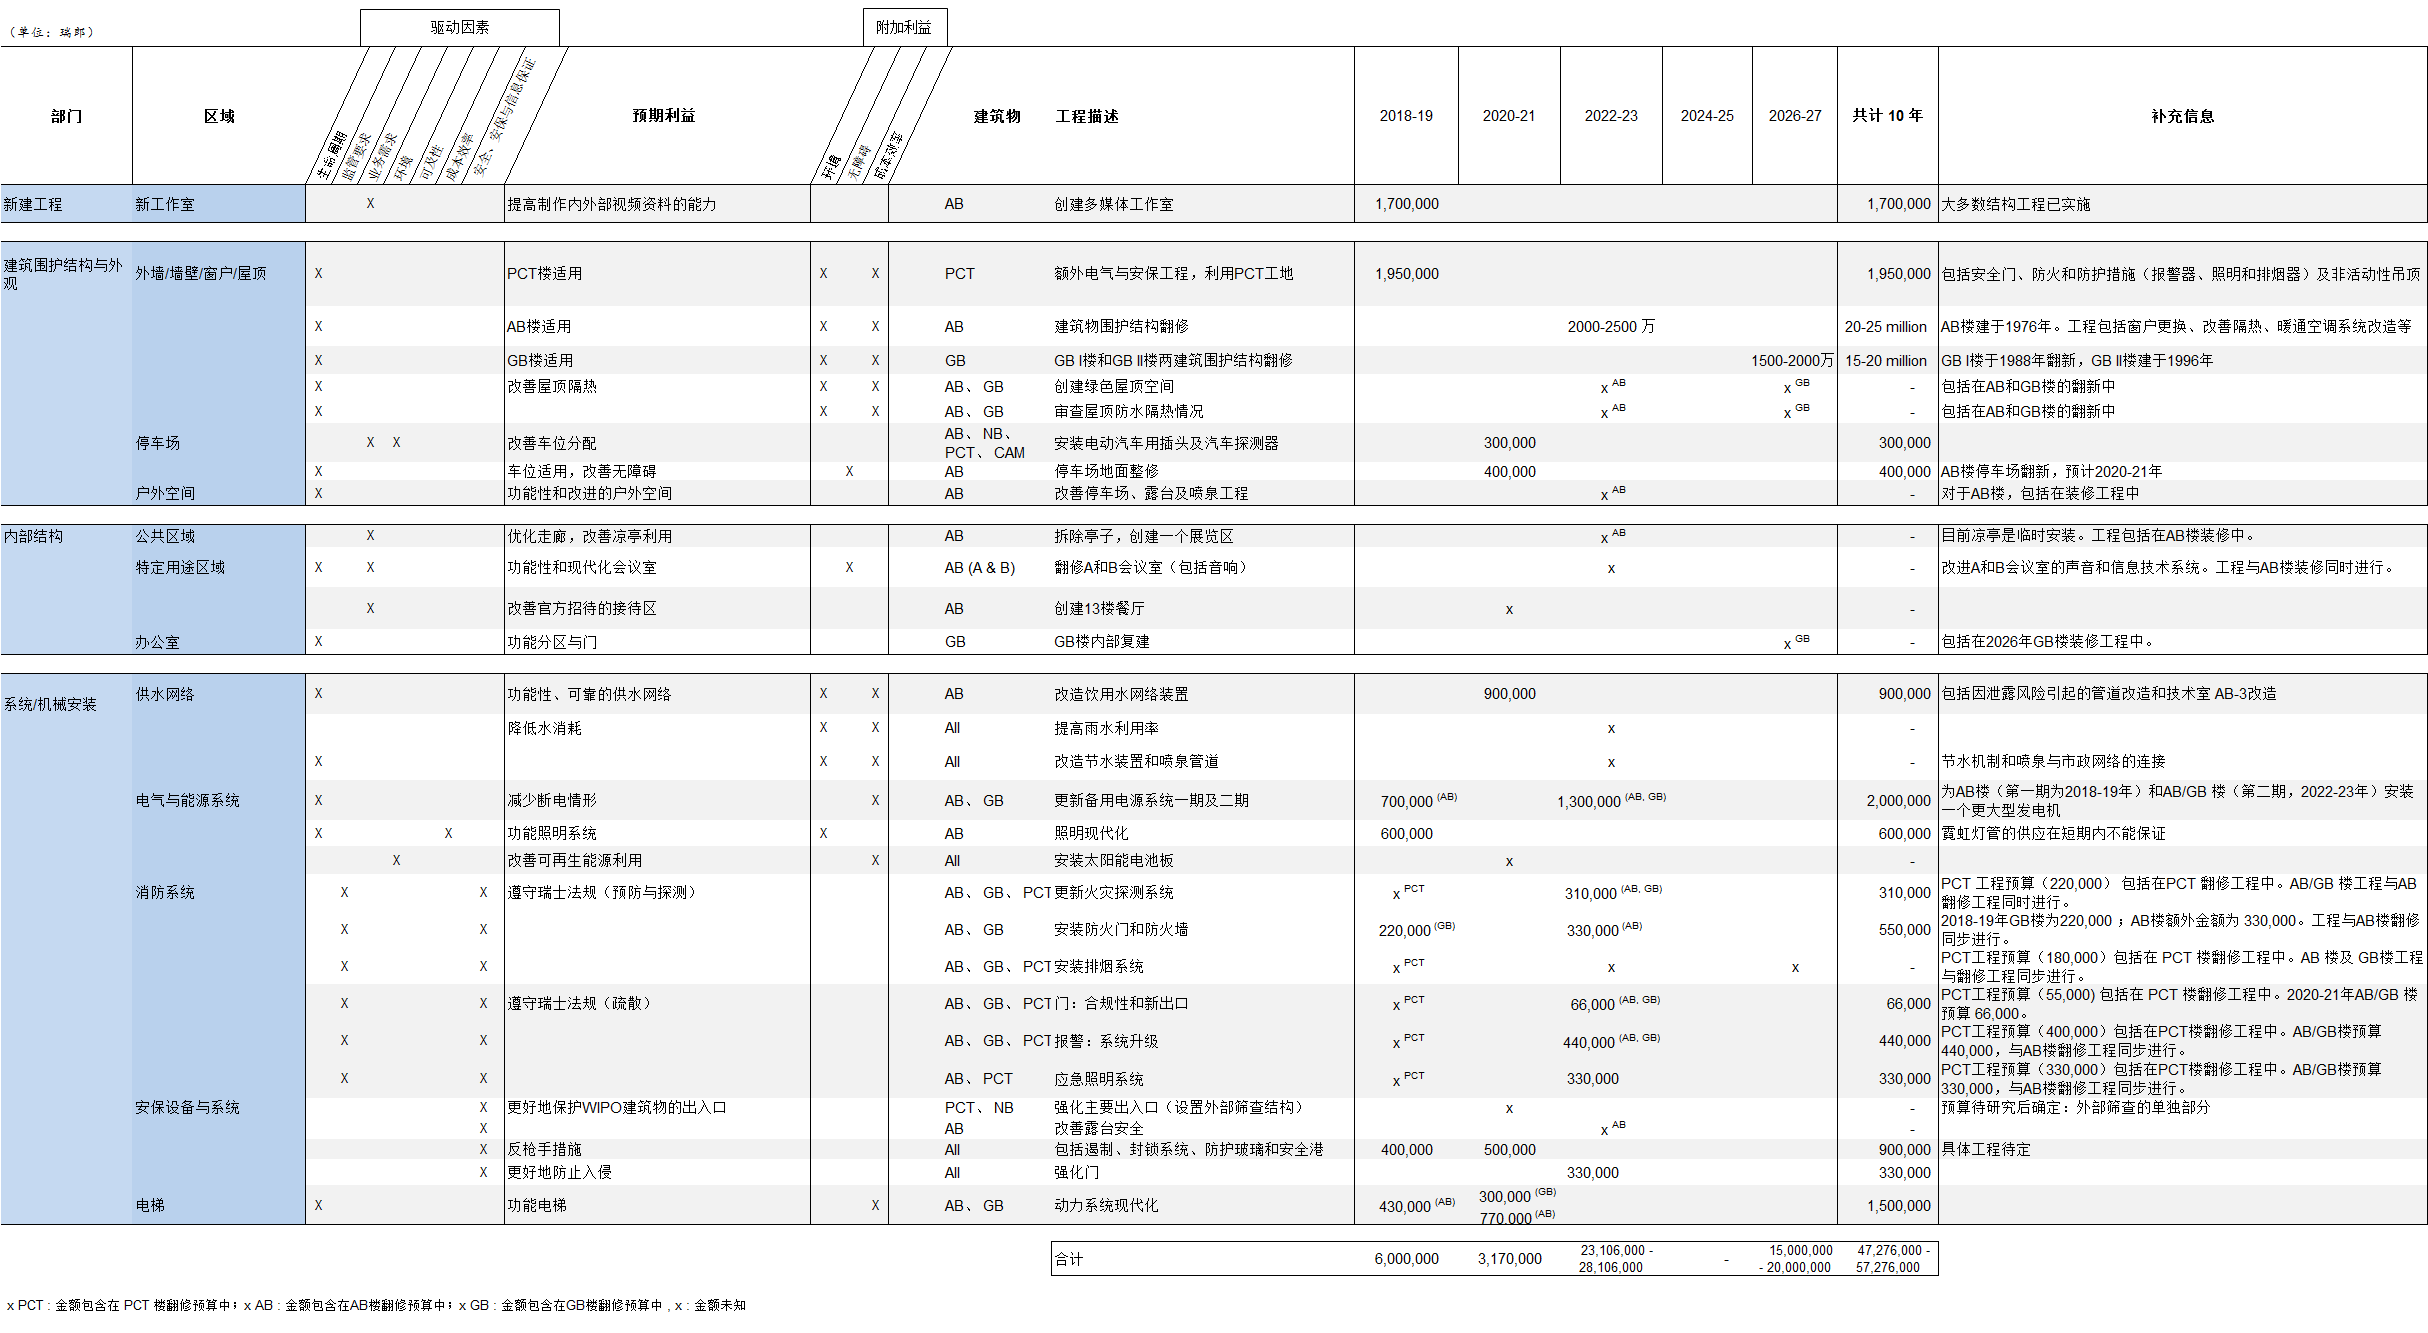 （单位：瑞郎）
驱动因素
附加利益
部门 区域 生命周期 监管要求 业务需求 环境 可及性 成本效率 安全、安保与信息保证 预期利益 环境 无障碍 成本效率 建筑物 工程描述 2018-19 2020-21 2022-23 2024-25 2026-27 共计 10 年 补充信息
新建工程 新工作室 X 提高制作内外部视频资料的能力 AB 创建多媒体工作室 1,700,000 1,700,000 大多数结构工程已实施
建筑围护结构与外观 外墙/墙壁/窗户/屋顶 X PCT楼适用 X X PCT 额外电气与安保工程，利用PCT工地 1,950,000 1,950,000 包括安全门、防火和防护措施（报警器、照明和排烟器）及非活动性吊顶
X AB楼适用 X X AB 建筑物围护结构翻修 2000-2500 万 20-25 million AB楼建于1976年。工程包括窗户更换、改善隔热、暖通空调系统改造等
X GB楼适用 X X GB GB I楼和GB II楼两建筑围护结构翻修 1500-2000万 15-20 million GB I楼于1988年翻新，GB II楼建于1996年
X 改善屋顶隔热 X X AB、 GB 创建绿色屋顶空间 x AB x GB - 包括在AB和GB楼的翻新中
X X X AB、 GB 审查屋顶防水隔热情况 x AB x GB - 包括在AB和GB楼的翻新中
停车场 X X 改善车位分配 AB、 NB、 PCT、 CAM 安装电动汽车用插头及汽车探测器 300,000 300,000
X 车位适用，改善无障碍 X AB 停车场地面整修 400,000 400,000 AB楼停车场翻新，预计2020-21年
户外空间 X 功能性和改进的户外空间 AB 改善停车场、露台及喷泉工程 x AB - 对于AB楼，包括在装修工程中
内部结构 公共区域 X 优化走廊，改善凉亭利用 AB 拆除亭子，创建一个展览区 x AB - 目前凉亭是临时安装。工程包括在AB楼装修中。
特定用途区域 X X 功能性和现代化会议室 X AB (A & B) 翻修A和B会议室（包括音响） x - 改进A和B会议室的声音和信息技术系统。工程与AB楼装修同时进行。
X 改善官方招待的接待区 AB 创建13楼餐厅 x -
办公室 X 功能分区与门 GB GB楼内部复建 x GB - 包括在2026年GB楼装修工程中。
系统/机械安装 供水网络 X 功能性、可靠的供水网络 X X AB 改造饮用水网络装置 900,000 900,000 包括因泄露风险引起的管道改造和技术室 AB-3改造
降低水消耗 X X All 提高雨水利用率 x -
X X X All 改造节水装置和喷泉管道 x - 节水机制和喷泉与市政网络的连接
电气与能源系统 X 减少断电情形 X AB、 GB 更新备用电源系统一期及二期 700,000 (AB) 1,300,000 (AB, GB) 2,000,000 为AB楼（第一期为2018-19年）和AB/GB 楼（第二期，2022-23年）安装一个更大型发电机
X X 功能照明系统 X AB 照明现代化 600,000 600,000 霓虹灯管的供应在短期内不能保证
X 改善可再生能源利用 X All 安装太阳能电池板 x -
消防系统 X X 遵守瑞士法规（预防与探测） AB、 GB、 PCT 更新火灾探测系统 x PCT 310,000 (AB, GB) 310,000 PCT 工程预算（220,000） 包括在PCT 翻修工程中。AB/GB 楼工程与AB翻修工程同时进行。
X X AB、 GB 安装防火门和防火墙 220,000 (GB) 330,000 (AB) 550,000 2018-19年GB楼为220,000 ；AB楼额外金额为 330,000。工程与AB楼翻修同步进行。
X X AB、 GB、 PCT 安装排烟系统 x PCT x x - PCT工程预算（180,000）包括在 PCT 楼翻修工程中。AB 楼及 GB楼工程与翻修工程同步进行。
X X 遵守瑞士法规（疏散） AB、 GB、 PCT 门：合规性和新出口 x PCT 66,000 (AB, GB) 66,000 PCT工程预算（55,000) 包括在 PCT 楼翻修工程中。2020-21年AB/GB 楼预算 66,000。
X X AB、 GB、 PCT 报警：系统升级 x PCT 440,000 (AB, GB) 440,000 PCT工程预算（400,000）包括在PCT楼翻修工程中。AB/GB楼预算440,000，与AB楼翻修工程同步进行。
X X AB、 PCT 应急照明系统 x PCT 330,000 330,000 PCT工程预算（330,000）包括在PCT楼翻修工程中。AB/GB楼预算330,000，与AB楼翻修工程同步进行。
安保设备与系统 X 更好地保护WIPO建筑物的出入口 PCT、 NB 强化主要出入口（设置外部筛查结构） x - 预算待研究后确定：外部筛查的单独部分
X AB 改善露台安全 x AB -
X 反枪手措施 All 包括遏制、封锁系统、防护玻璃和安全港 400,000 500,000 900,000 具体工程待定
X 更好地防止入侵 All 强化门 330,000 330,000
电梯 X 功能电梯 X AB、 GB 动力系统现代化 430,000 (AB) 300,000 (GB) 770,000 (AB) 1,500,000
合计 6,000,000 3,170,000 23,106,000 - 28,106,000 - 15,000,000 - 20,000,000 47,276,000 - 57,276,000
x PCT : 金额包含在 PCT 楼翻修预算中； x AB : 金额包含在AB楼翻修预算中； x GB : 金额包含在GB楼翻修预算中 , x : 金额未知